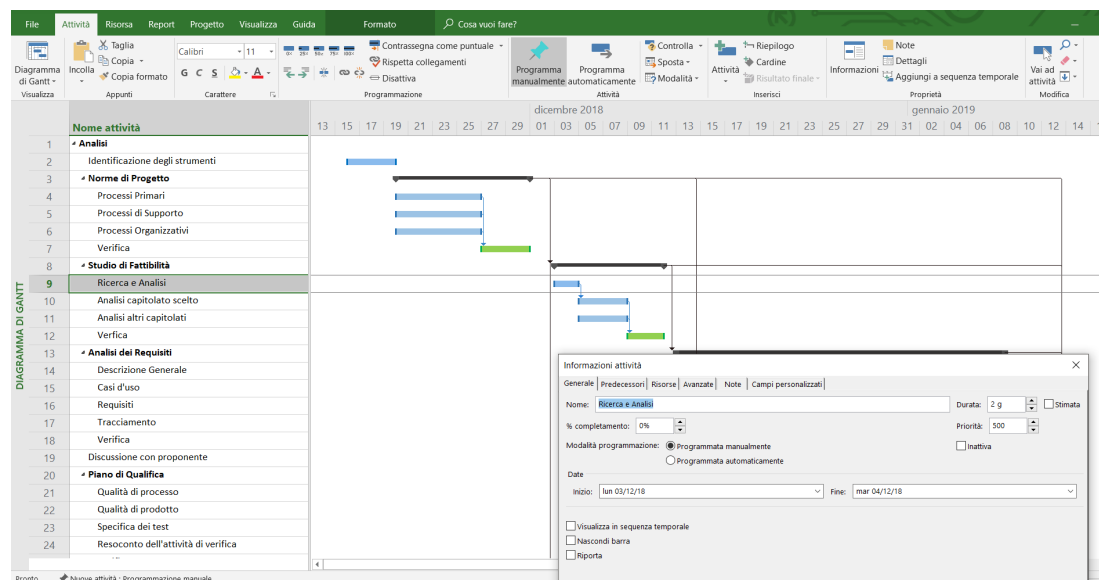 File Attività Risorsa Report Progetto Visualizza Guida Formato Cosa vuoi fare?
Diagramma di Gantt
Visualizza
Incolla
Taglia
Copia
Copia formato
Appunti
Calibri 11
G C S A
Carattere
0× 25× 50× 75× 100×
Contrassegna come puntuale
Rispetta collegamenti
Disattiva
Programmazione
Programma manualmente
Programma automaticamente
Controlla
Sposta
Modalità
Attività
Attività
Riepilogo
Cardine
Risultato finale
Inserisci
Informazioni
Note
Dettagli
Aggiungi a sequenza temporale
Proprietà
Vai ad attività
Modifica
dicembre 2018 gennaio 2019
Nome attività
13 15 17 19 21 23 25 27 29 01 03 05 07 09 11 13 15 17 19 21 23 25 27 29 31 02 04 06 08 10 12 14
DIAGRAMMA DI GANTT
1 Analisi
2 Identificazione degli strumenti
3 Norme di Progetto
4 Processi Primari
5 Processi di Supporto
6 Processi Organizzativi
7 Verifica
8 Studio di Fattibilità
9 Ricerca e Analisi
10 Analisi capitolato scelto
11 Analisi altri capitolati
12 Verfica
13 Analisi dei Requisiti
14 Descrizione Generale
15 Casi d'uso
16 Requisiti
17 Tracciamento
18 Verifica
19 Discussione con proponente
20 Piano di Qualifica
21 Qualità di processo
22 Qualità di prodotto
23 Specifica dei test
24 Resoconto dell'attività di verifica
Informazioni attività
Generale Predecessori Risorse Avanzate Note Campi personalizzati
Nome: Ricerca e Analisi Durata: 2 g Stimata
% completamento: 0% Priorità: 500
Modalità programmazione: Programmata manualmente Inattiva
Programmata automaticamente
Date
Inizio: lun 03/12/18 Fine: mar 04/12/18
Visualizza in sequenza temporale
Nascondi barra
Riporta
Pronto Nuove attività : Programmazione manuale